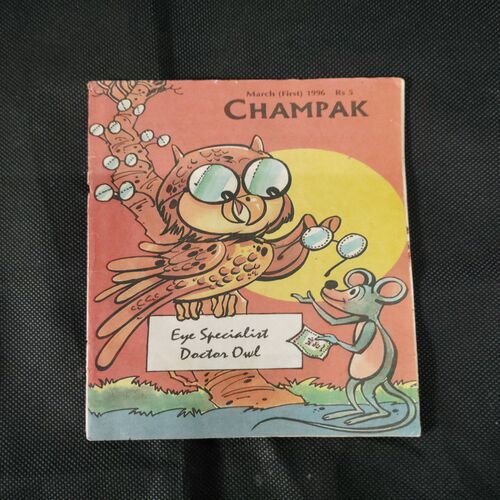 March (First) 1996 Rs 5
CHAMPAK
Eye Specialist
Doctor Owl